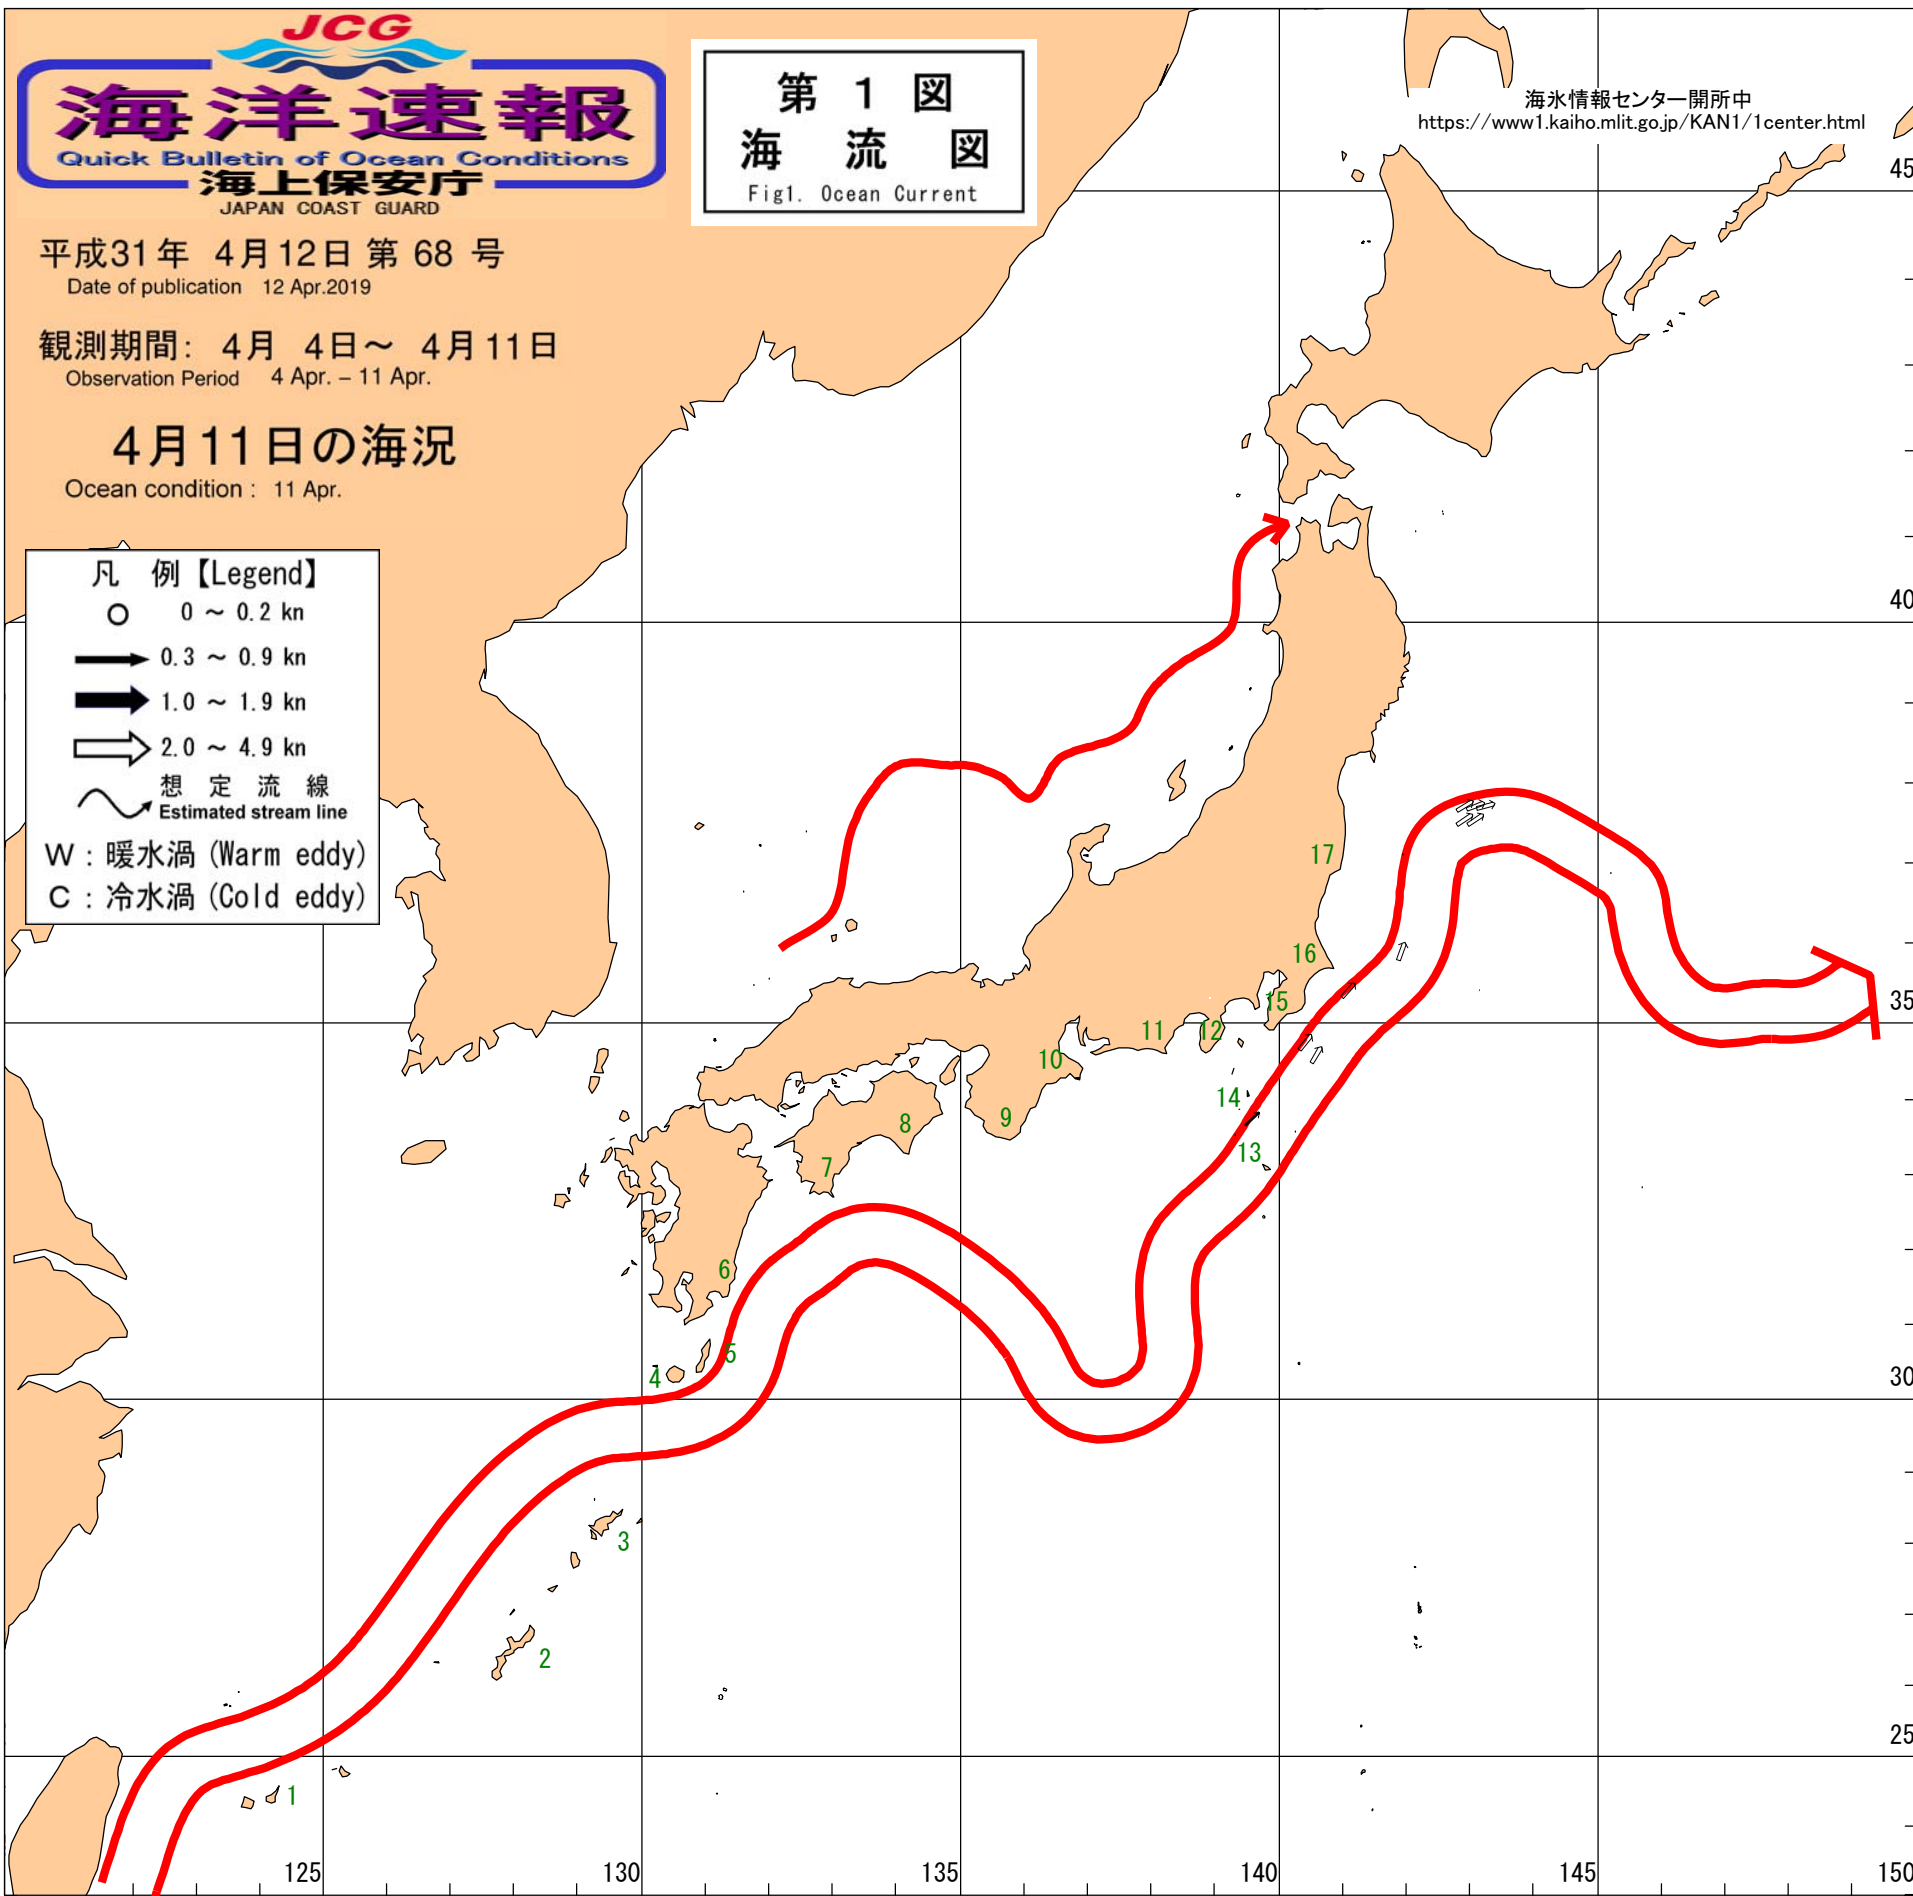 JCG
海洋速報
Quick Bulletin of Ocean Conditions
海上保安庁
JAPAN COAST GUARD
第 1 図
海 流 図
Fig1. Ocean Current
海氷情報センター開所中
https://www1.kaiho.mlit.go.jp/KAN1/1center.html
平成31年 4月12日 第 68 号
Date of publication 12 Apr.2019
観測期間: 4月 4日～ 4月11日
Observation Period 4 Apr. – 11 Apr.
4月11日の海況
Ocean condition : 11 Apr.
凡 例【Legend】
0 ～ 0.2 kn
0.3 ～ 0.9 kn
1.0 ～ 1.9 kn
2.0 ～ 4.9 kn
想 定 流 線
Estimated stream line
W : 暖水渦 (Warm eddy)
C : 冷水渦 (Cold eddy)
45
40
17
16
35
15
12
11
10
14
9
8
13
7
6
5
4
30
3
2
25
1
125
130
135
140
145
150